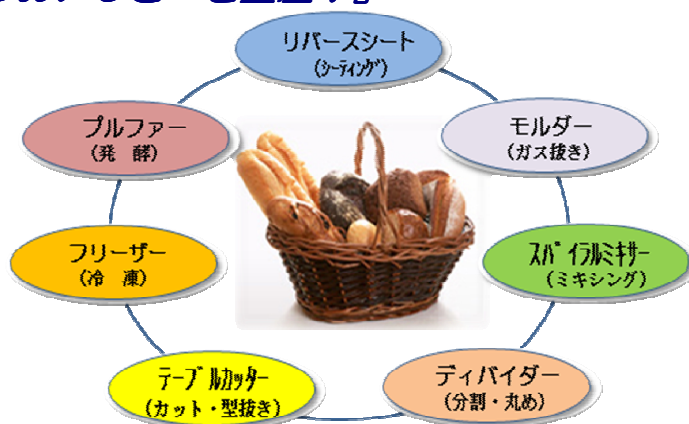 リバースシート
(ｼｰﾃｨﾝｸﾞ)
プルファー
(発 酵)
モルダー
(ガス抜き)
フリーザー
(冷 凍)
ｽﾊﾟｲﾗﾙﾐｷｻｰ
(ミキシング)
ﾃｰﾌﾞﾙｶｯﾀｰ
(カット・型抜き)
ディバイダー
(分割・丸め)